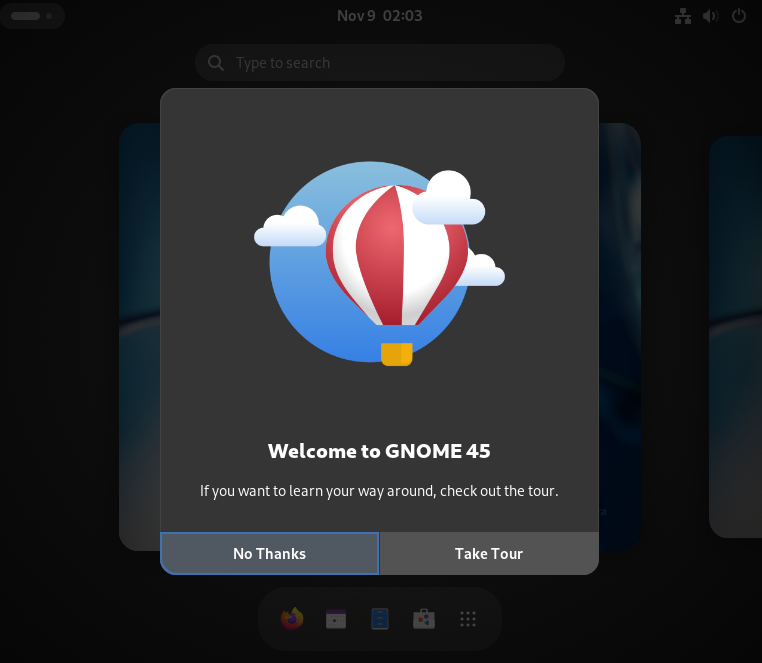 Nov 9 02:03
Type to search
Welcome to GNOME 45
If you want to learn your way around, check out the tour.
No Thanks
Take Tour